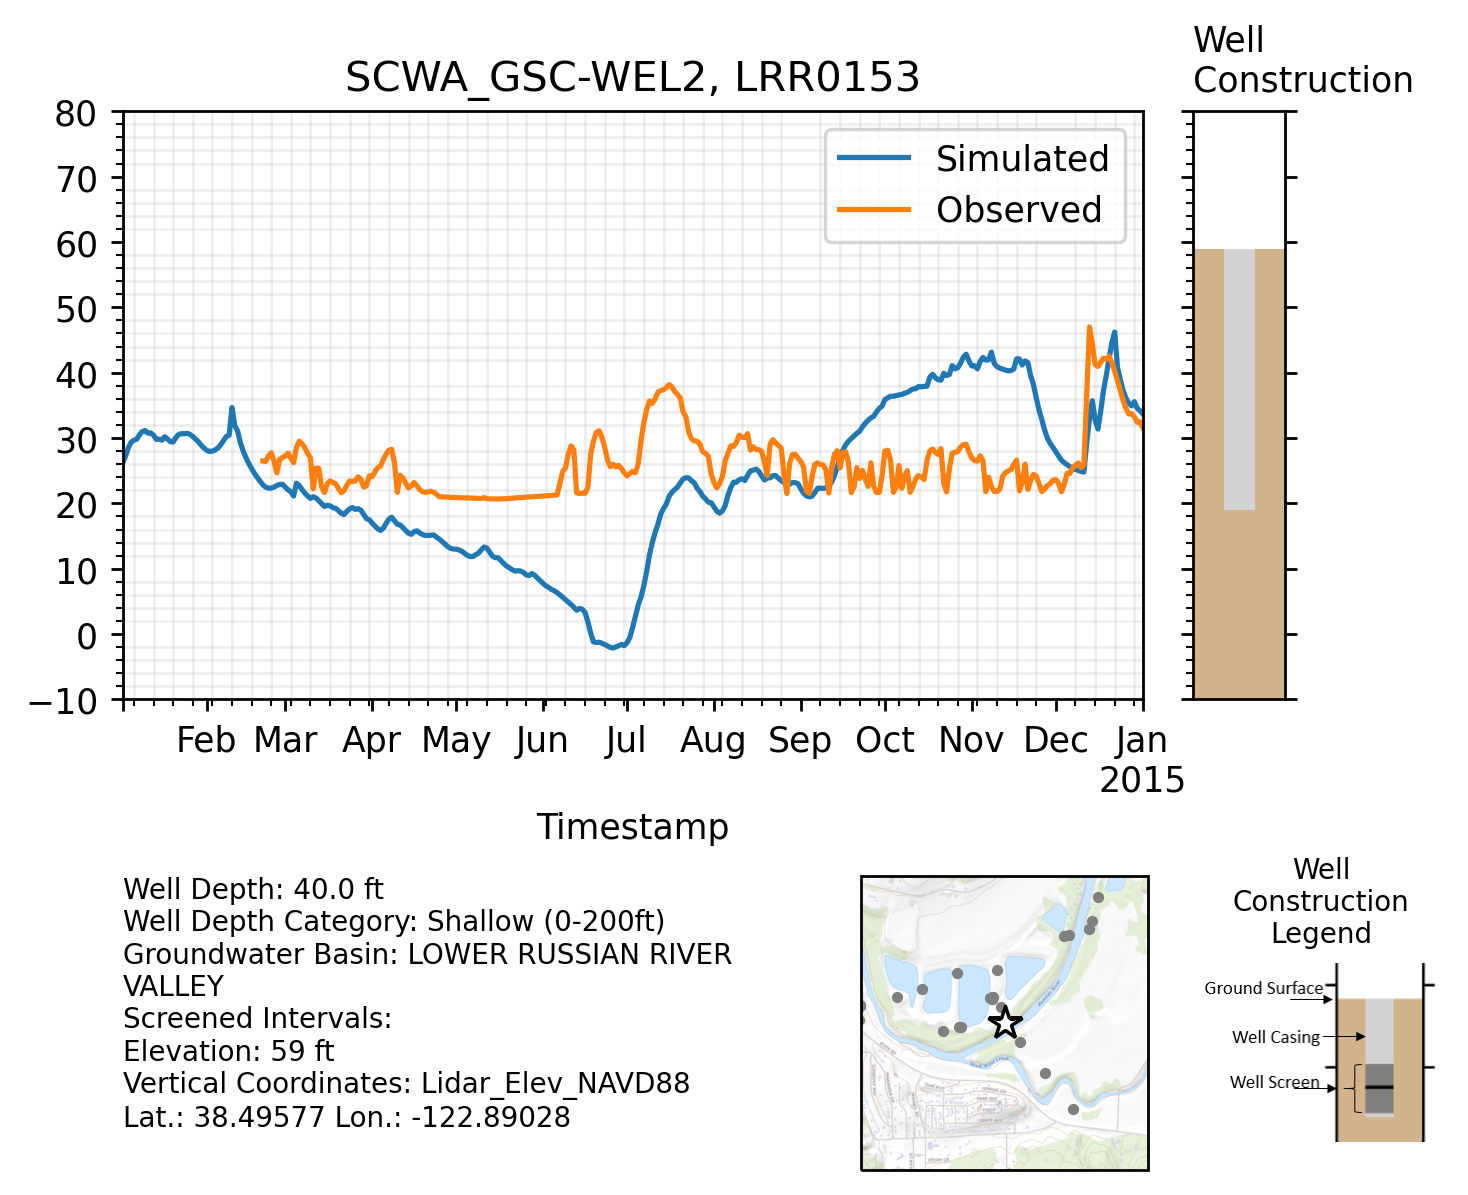 Well
Construction
SCWA_GSC-WEL2, LRR0153
80
70
60
50
40
30
20
10
0
−10
Simulated
Observed
Feb Mar Apr May Jun Jul Aug Sep Oct Nov Dec Jan
2015
Timestamp
Well Depth: 40.0 ft
Well Depth Category: Shallow (0-200ft)
Groundwater Basin: LOWER RUSSIAN RIVER
VALLEY
Screened Intervals:
Elevation: 59 ft
Vertical Coordinates: Lidar_Elev_NAVD88
Lat.: 38.49577 Lon.: -122.89028
Well
Construction
Legend
Ground Surface
Well Casing
Well Screen